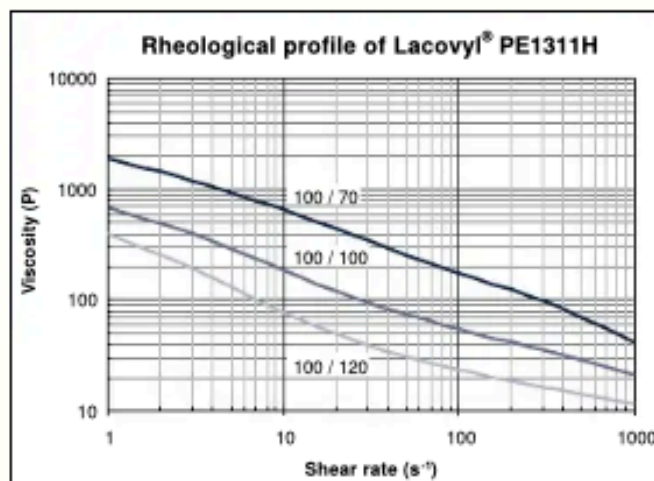 Rheological profile of Lacovyl® PE1311H
10000
1000
100
10
Viscosity (P)
100 / 70
100 / 100
100 / 120
1
10
100
1000
Shear rate (s⁻¹)